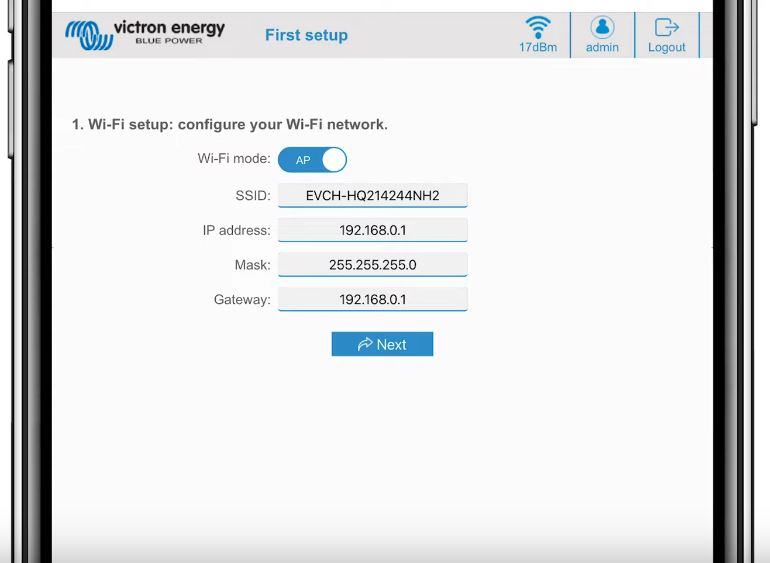 victron energy
BLUE POWER
First setup
17dBm
admin
Logout
1. Wi-Fi setup: configure your Wi-Fi network.
Wi-Fi mode: AP
SSID: EVCH-HQ214244NH2
IP address: 192.168.0.1
Mask: 255.255.255.0
Gateway: 192.168.0.1
Next